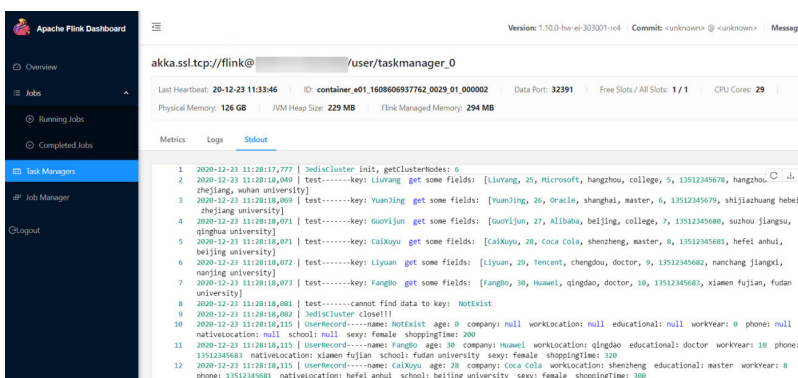 Apache Flink Dashboard
Version: 1.10.0-hw-ei-303001-rc4 Commit: <unknown> @ <unknown> Messag
Overview
Jobs
Running Jobs
Completed Jobs
Task Managers
Job Manager
Logout
akka.ssl.tcp://flink@ /user/taskmanager_0
Last Heartbeat: 20-12-23 11:33:46 ID: container_e01_1608606937762_0029_01_000002 Data Port: 32391 Free Slots / All Slots: 1 / 1 CPU Cores: 29
Physical Memory: 126 GB JVM Heap Size: 229 MB Flink Managed Memory: 294 MB
Metrics Logs Stdout
1 2020-12-23 11:28:17,777 | JedisCluster init, getClusterNodes: 6
2 2020-12-23 11:28:18,049 | test-------key: LiuYang get some fields: [LiuYang, 25, Microsoft, hangzhou, college, 5, 13512345678, hangzhou
zhejiang, wuhan university]
3 2020-12-23 11:28:18,069 | test-------key: YuanJing get some fields: [YuanJing, 26, Oracle, shanghai, master, 6, 13512345679, shijiazhuang hebei
zhejiang university]
4 2020-12-23 11:28:18,071 | test-------key: GuoYijun get some fields: [GuoYijun, 27, Alibaba, beijing, college, 7, 13512345680, suzhou jiangsu,
qinghua university]
5 2020-12-23 11:28:18,071 | test-------key: CaiXuyu get some fields: [CaiXuyu, 28, Coca Cola, shenzheng, master, 8, 13512345681, hefei anhui,
beijing university]
6 2020-12-23 11:28:18,072 | test-------key: Liyuan get some fields: [Liyuan, 29, Tencent, chengdou, doctor, 9, 13512345682, nanchang jiangxi,
nanjing university]
7 2020-12-23 11:28:18,073 | test-------key: FangBo get some fields: [FangBo, 30, Huawei, qingdao, doctor, 10, 13512345683, xiamen fujian, fudan
university]
8 2020-12-23 11:28:18,081 | test-------cannot find data to key: NotExist
9 2020-12-23 11:28:18,082 | JedisCluster close!!!
10 2020-12-23 11:28:18,115 | UserRecord-----name: NotExist age: 0 company: null workLocation: null educational: null workYear: 0 phone: null
nativeLocation: null school: null sexy: female shoppingTime: 200
11 2020-12-23 11:28:18,115 | UserRecord-----name: FangBo age: 30 company: Huawei workLocation: qingdao educational: doctor workYear: 10 phone:
13512345683 nativeLocation: xiamen fujian school: fudan university sexy: female shoppingTime: 320
12 2020-12-23 11:28:18,115 | UserRecord-----name: CaiXuyu age: 28 company: Coca Cola workLocation: shenzheng educational: master workYear: 8
phone: 13512345681 nativeLocation: hefei anhui school: beijing university sexy: female shoppingTime: 300